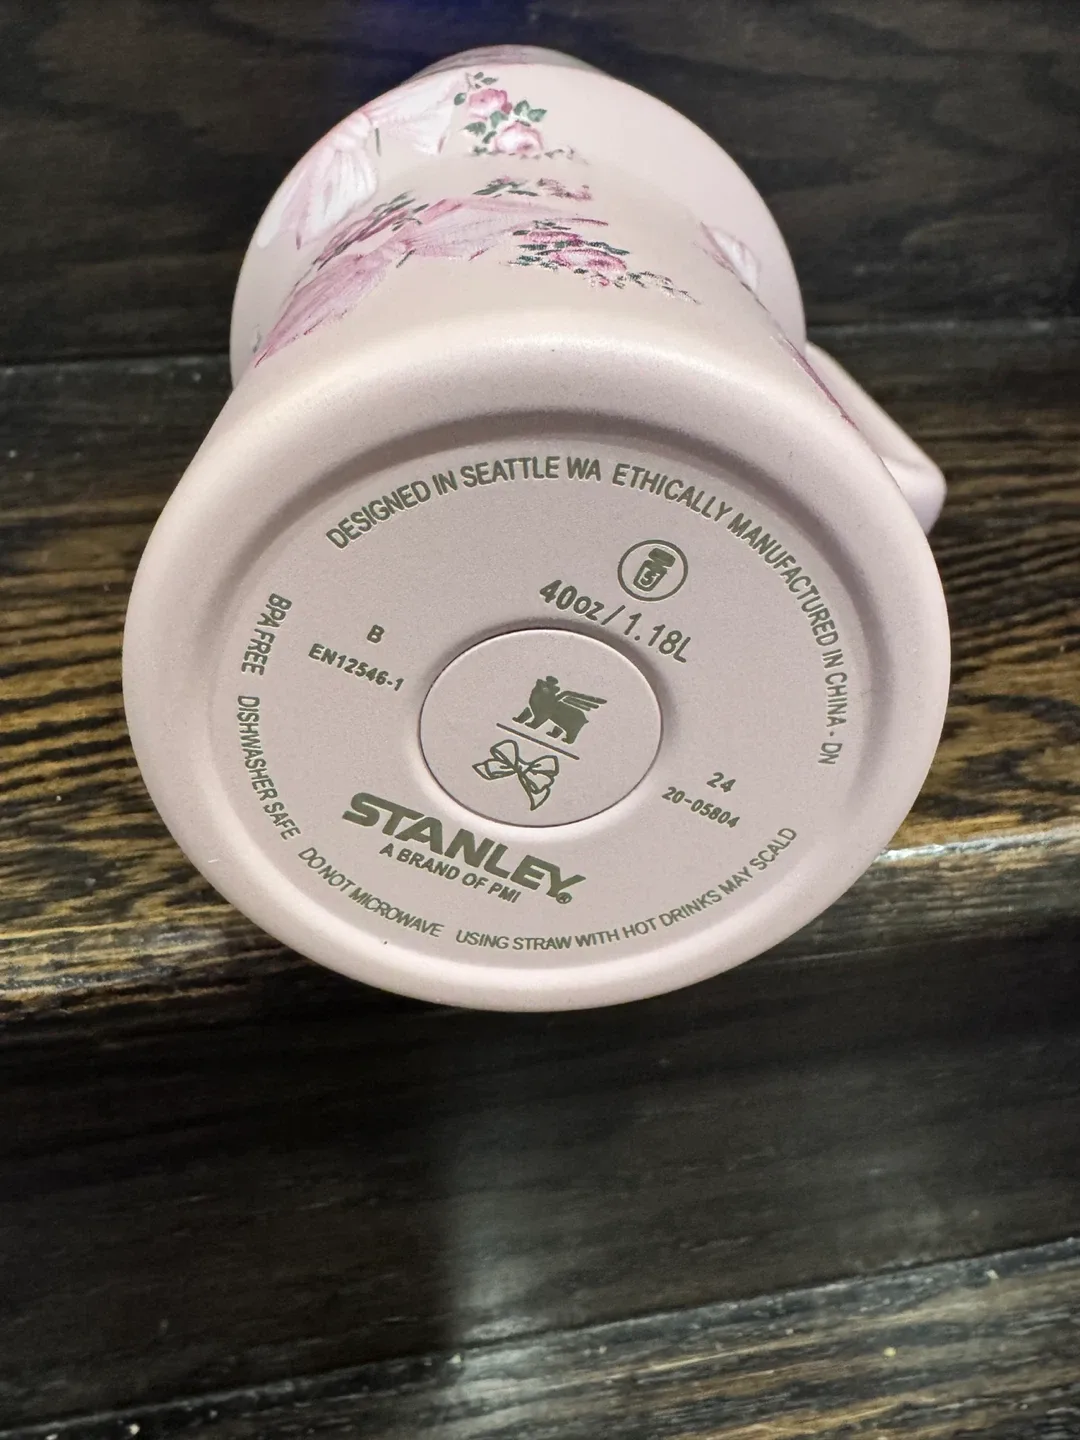 DESIGNED IN SEATTLE WA ETHICALLY MANUFACTURED IN CHINA - DN
40oz / 1.18L
B
EN12546-1
24
20-05804
STANLEY®
A BRAND OF PMI
BPA FREE DISHWASHER SAFE DO NOT MICROWAVE USING STRAW WITH HOT DRINKS MAY SCALD